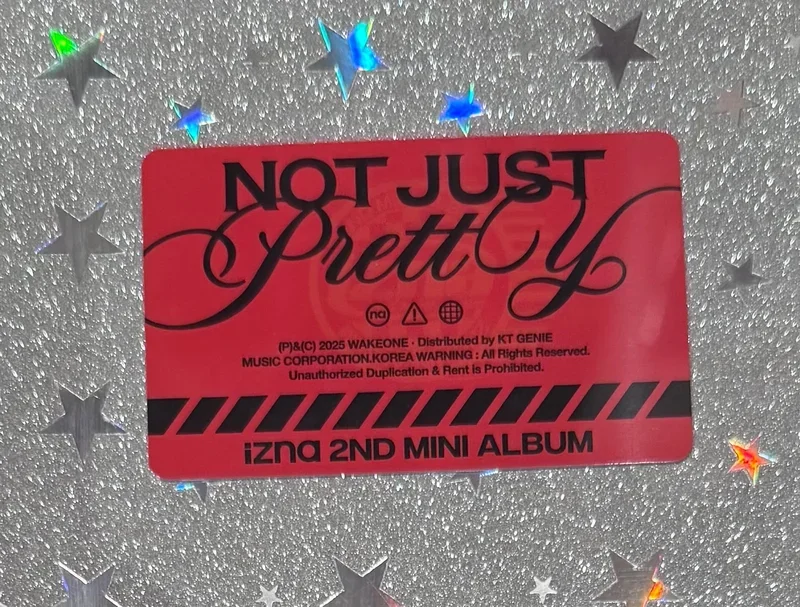 NOT JUST
Pretty
na
(P)&(C) 2025 WAKEONE · Distributed by KT GENIE
MUSIC CORPORATION.KOREA WARNING : All Rights Reserved.
Unauthorized Duplication & Rent is Prohibited.
izna 2ND MINI ALBUM